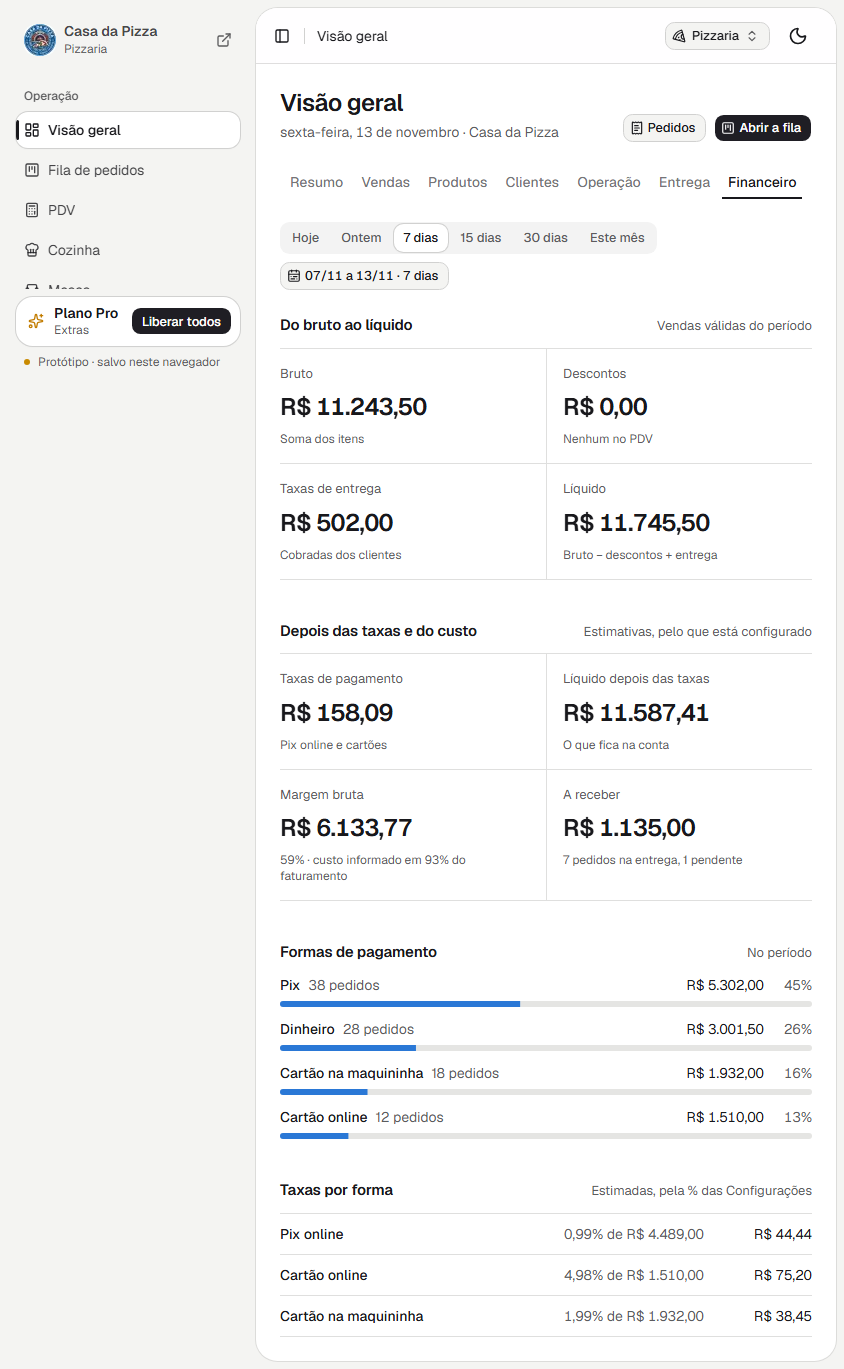 Casa da Pizza
Pizzaria
Operação
Visão geral
Fila de pedidos
PDV
Cozinha
Mesas
Plano Pro
Extras
Liberar todos
Protótipo · salvo neste navegador
Visão geral
Pizzaria
Visão geral
sexta-feira, 13 de novembro · Casa da Pizza
Pedidos
Abrir a fila
Resumo Vendas Produtos Clientes Operação Entrega Financeiro
Hoje Ontem 7 dias 15 dias 30 dias Este mês
07/11 a 13/11 · 7 dias
Do bruto ao líquido
Vendas válidas do período
Bruto
R$ 11.243,50
Soma dos itens
Descontos
R$ 0,00
Nenhum no PDV
Taxas de entrega
R$ 502,00
Cobradas dos clientes
Líquido
R$ 11.745,50
Bruto − descontos + entrega
Depois das taxas e do custo
Estimativas, pelo que está configurado
Taxas de pagamento
R$ 158,09
Pix online e cartões
Líquido depois das taxas
R$ 11.587,41
O que fica na conta
Margem bruta
R$ 6.133,77
59% · custo informado em 93% do
faturamento
A receber
R$ 1.135,00
7 pedidos na entrega, 1 pendente
Formas de pagamento
No período
Pix 38 pedidos R$ 5.302,00 45%
Dinheiro 28 pedidos R$ 3.001,50 26%
Cartão na maquininha 18 pedidos R$ 1.932,00 16%
Cartão online 12 pedidos R$ 1.510,00 13%
Taxas por forma
Estimadas, pela % das Configurações
Pix online 0,99% de R$ 4.489,00 R$ 44,44
Cartão online 4,98% de R$ 1.510,00 R$ 75,20
Cartão na maquininha 1,99% de R$ 1.932,00 R$ 38,45